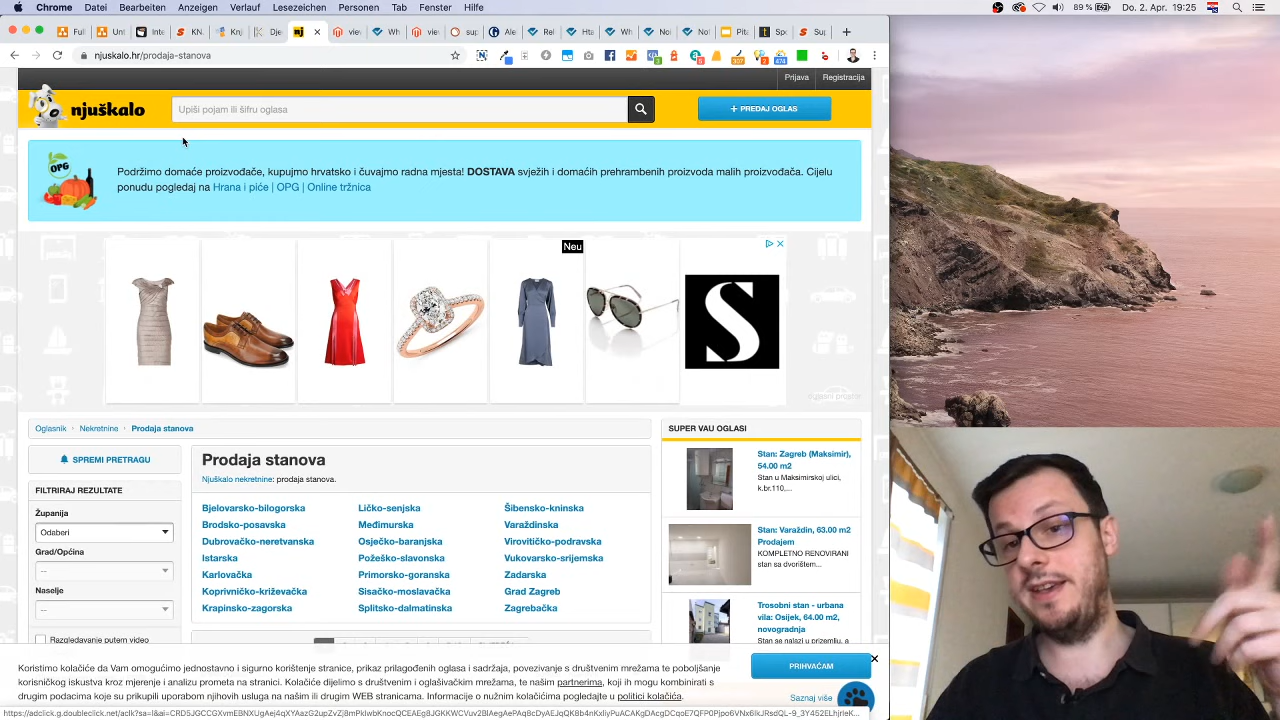 Chrome Datei Bearbeiten Anzeigen Verlauf Lesezeichen Personen Tab Fenster Hilfe
89 % Do. 2. Apr. 19:25
njuskalo.hr/prodaja-stanova
Prijava Registracija
njuškalo
Upiši pojam ili šifru oglasa
+ PREDAJ OGLAS
OPG
Podržimo domaće proizvođače, kupujmo hrvatsko i čuvajmo radna mjesta! DOSTAVA svježih i domaćih prehrambenih proizvoda malih proizvođača. Cijelu
ponudu pogledaj na Hrana i piće | OPG | Online tržnica
Neu
S
Oglasnik Nekretnine Prodaja stanova
SPREMI PRETRAGU
FILTRIRAJ REZULTATE
Županija
Odaberi
Grad/Općina
--
Naselje
--
Razgledavanje putem video
Prodaja stanova
Njuškalo nekretnine: prodaja stanova.
Bjelovarsko-bilogorska Ličko-senjska Šibensko-kninska
Brodsko-posavska Međimurska Varaždinska
Dubrovačko-neretvanska Osječko-baranjska Virovitičko-podravska
Istarska Požeško-slavonska Vukovarsko-srijemska
Karlovačka Primorsko-goranska Zadarska
Koprivničko-križevačka Sisačko-moslavačka Grad Zagreb
Krapinsko-zagorska Splitsko-dalmatinska Zagrebačka
SUPER VAU OGLASI
Stan: Zagreb (Maksimir),
54.00 m2
Stan u Maksimirskoj ulici,
k.br,110,...
Stan: Varaždin, 63.00 m2
Prodajem
KOMPLETNO RENOVIRANI
stan sa dvorištem...
Trosobni stan - urbana
vila: Osijek, 64.00 m2,
novogradnja
Stan se nalazi u prizemlju, a
Koristimo kolačiće da Vam omogućimo jednostavno i sigurno korištenje stranice, prikaz prilagođenih oglasa i sadržaja, povezivanje s društvenim mrežama te poboljšanje
korisničkog iskustva kroz mjerenje i analizu prometa na stranici. Kolačiće dijelimo s društvenim i oglašivačkim mrežama, te našim partnerima, koji ih mogu kombinirati s
drugim podacima koje su prikupili uporabom njihovih usluga na našim ili drugim WEB stranicama. Informacije o nužnim kolačićima pogledajte u politici kolačića.
PRIHVAĆAM
Saznaj više